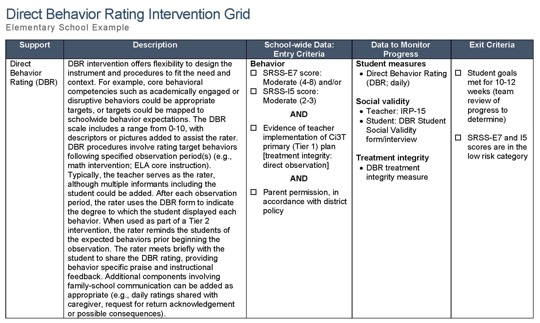 Direct Behavior Rating Intervention Grid
Elementary School Example
Support
Description
School-wide Data:
Entry Criteria
Data to Monitor
Progress
Exit Criteria
Direct
Behavior
Rating (DBR)
DBR intervention offers flexibility to design
the instrument and procedures to fit the need and
context. For example, core behavioral
competencies such as academically engaged or
disruptive behaviors could be appropriate
targets, or targets could be mapped to
schoolwide behavior expectations. The DBR
scale includes a range from 0-10, with
descriptors or pictures added to assist the rater.
DBR procedures involve rating target behaviors
following specified observation period(s) (e.g.,
math intervention; ELA core instruction).
Typically, the teacher serves as the rater,
although multiple informants including the
student could be added. After each observation
period, the rater uses the DBR form to indicate
the degree to which the student displayed each
behavior. When used as part of a Tier 2
intervention, the rater reminds the students of
the expected behaviors prior beginning the
observation. The rater meets briefly with the
student to share the DBR rating, providing
behavior specific praise and instructional
feedback. Additional components involving
family-school communication can be added as
appropriate (e.g., daily ratings shared with
caregiver, request for return acknowledgement
or possible consequences).
Behavior
☐ SRSS-E7 score:
Moderate (4-8) and/or
☐ SRSS-I5 score:
Moderate (2-3)
AND
☐ Evidence of teacher
implementation of Ci3T
primary (Tier 1) plan
[treatment integrity:
direct observation]
AND
☐ Parent permission, in
accordance with district
policy
Student measures
• Direct Behavior Rating
(DBR; daily)
Social validity
• Teacher: IRP-15
• Student: DBR Student
Social Validity
form/interview
Treatment integrity
• DBR treatment
integrity measure
☐ Student goals
met for 10-12
weeks (team
review of
progress to
determine)
☐ SRSS-E7 and I5
scores are in the
low risk category